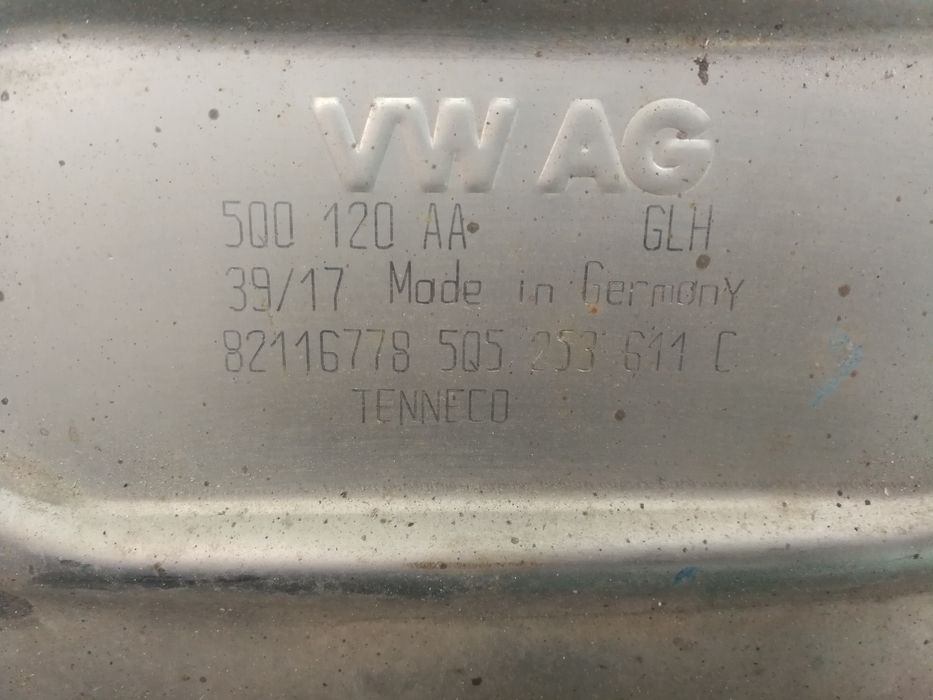 VW AG
5Q0 120 AA GLH
39/17 Made in Germany
82116778 5Q5 253 611 C
TENNECO